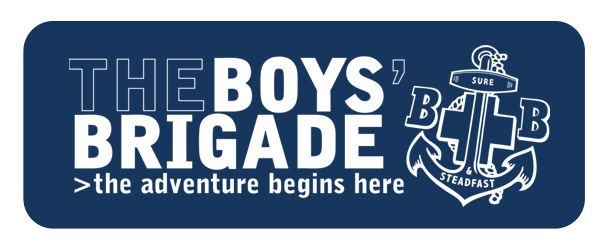 THE BOYS'
BRIGADE
>the adventure begins here
SURE
B B
&
STEADFAST